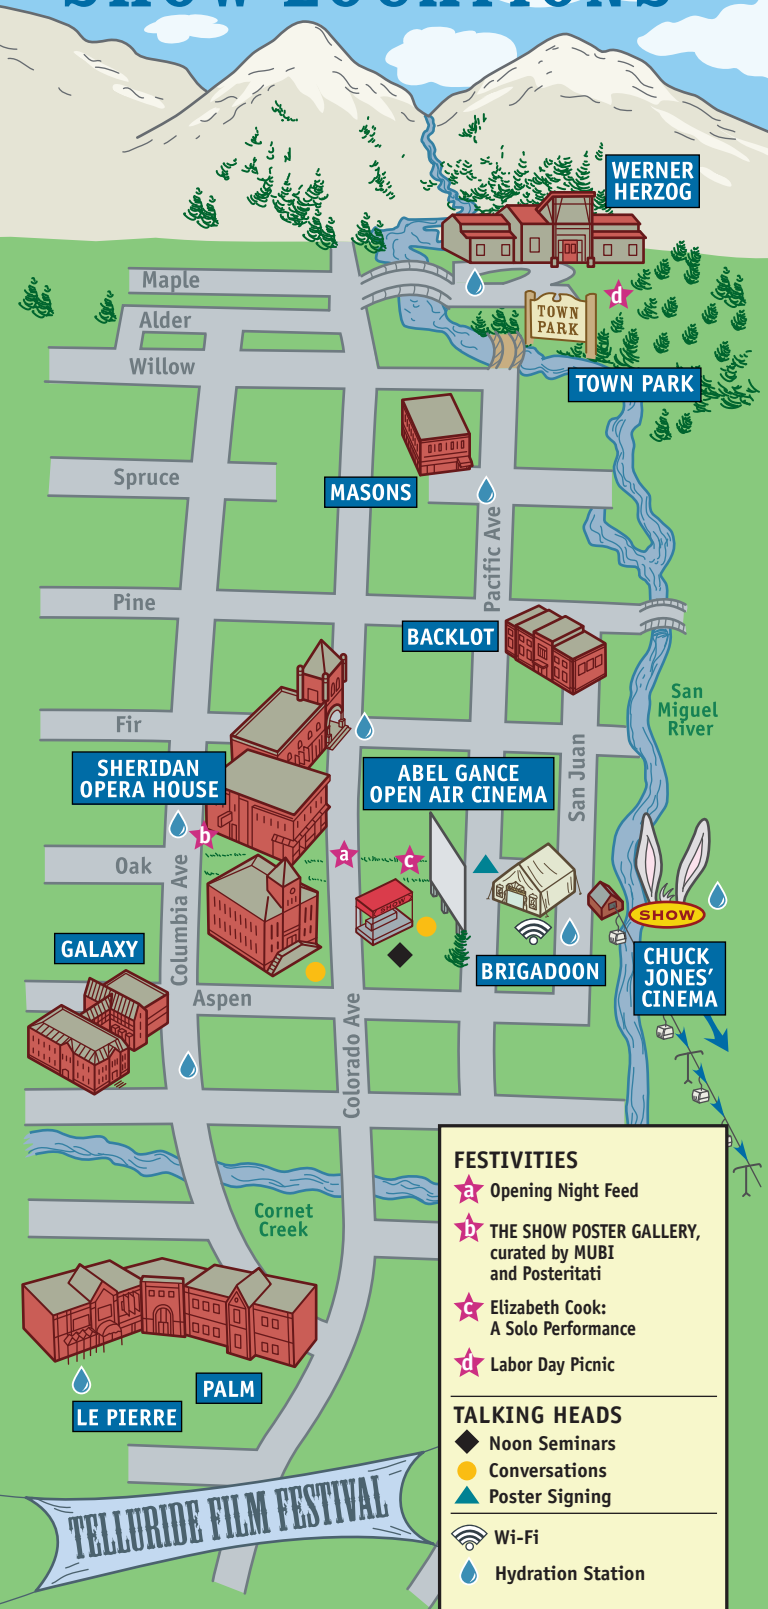 SHOW LOCATIONS
WERNER
HERZOG
Maple
d
TOWN
PARK
Alder
Willow
TOWN PARK
Spruce
MASONS
Pacific Ave
Pine
BACKLOT
San
Miguel
River
Fir
San Juan
SHERIDAN
OPERA HOUSE
ABEL GANCE
OPEN AIR CINEMA
b
a
c
Oak
Columbia Ave
SHOW
SHOW
GALAXY
BRIGADOON
CHUCK
JONES'
CINEMA
Aspen
Colorado Ave
Cornet
Creek
PALM
LE PIERRE
TELLURIDE FILM FESTIVAL
FESTIVITIES
a Opening Night Feed
b THE SHOW POSTER GALLERY,
curated by MUBI
and Posteritati
c Elizabeth Cook:
A Solo Performance
d Labor Day Picnic
TALKING HEADS
Noon Seminars
Conversations
Poster Signing
Wi-Fi
Hydration Station